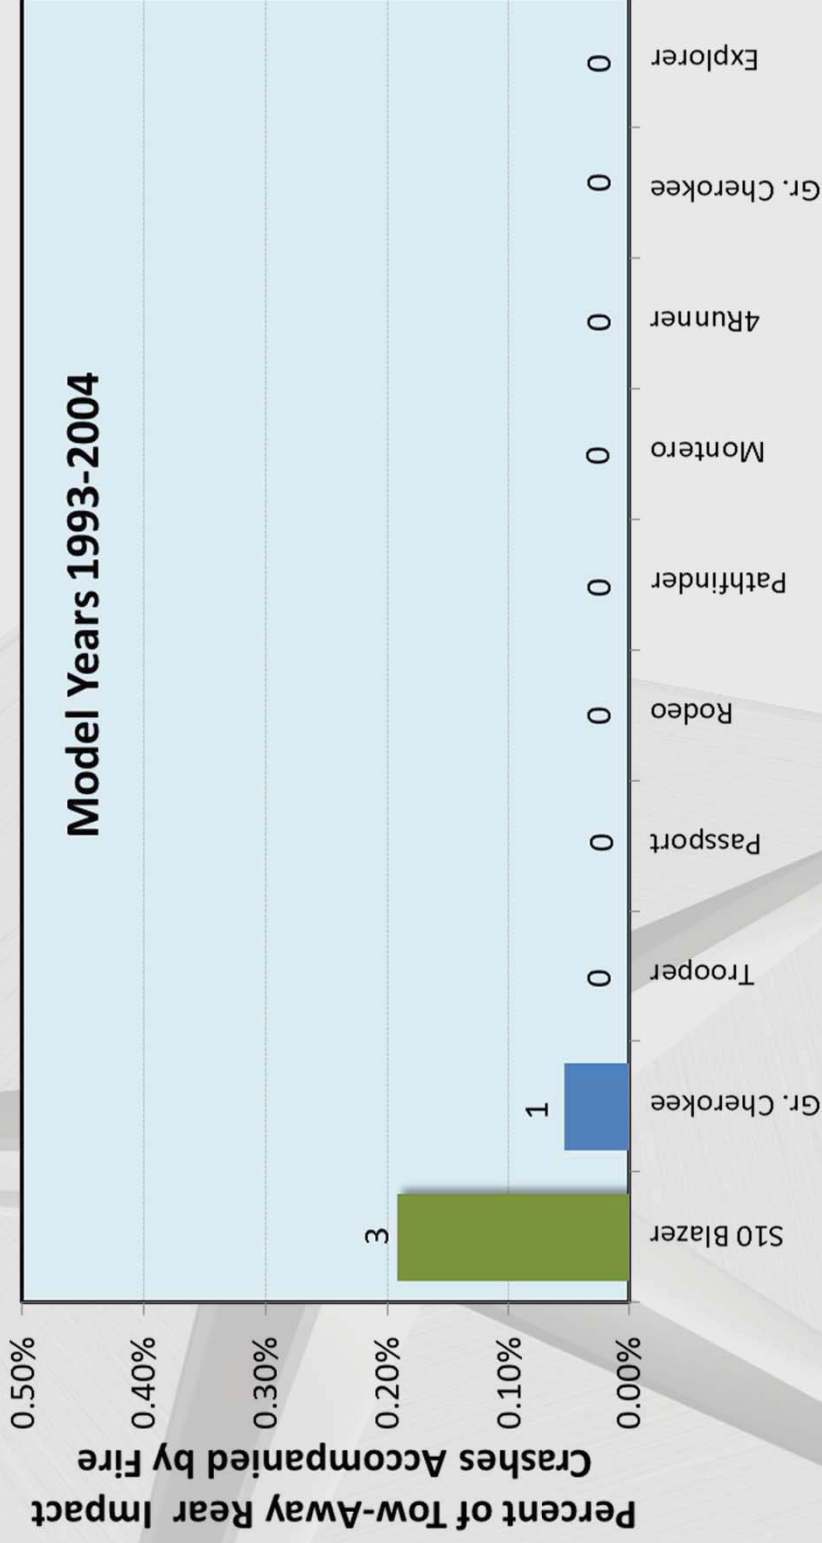 Model Years 1993-2004
Percent of Tow-Away Rear Impact
Crashes Accompanied by Fire
0.50%
0.40%
0.30%
0.20%
0.10%
0.00%
3
1
0
0
0
0
0
0
0
0
S10 Blazer
Gr. Cherokee
Trooper
Passport
Rodeo
Pathfinder
Montero
4Runner
Gr. Cherokee
Explorer